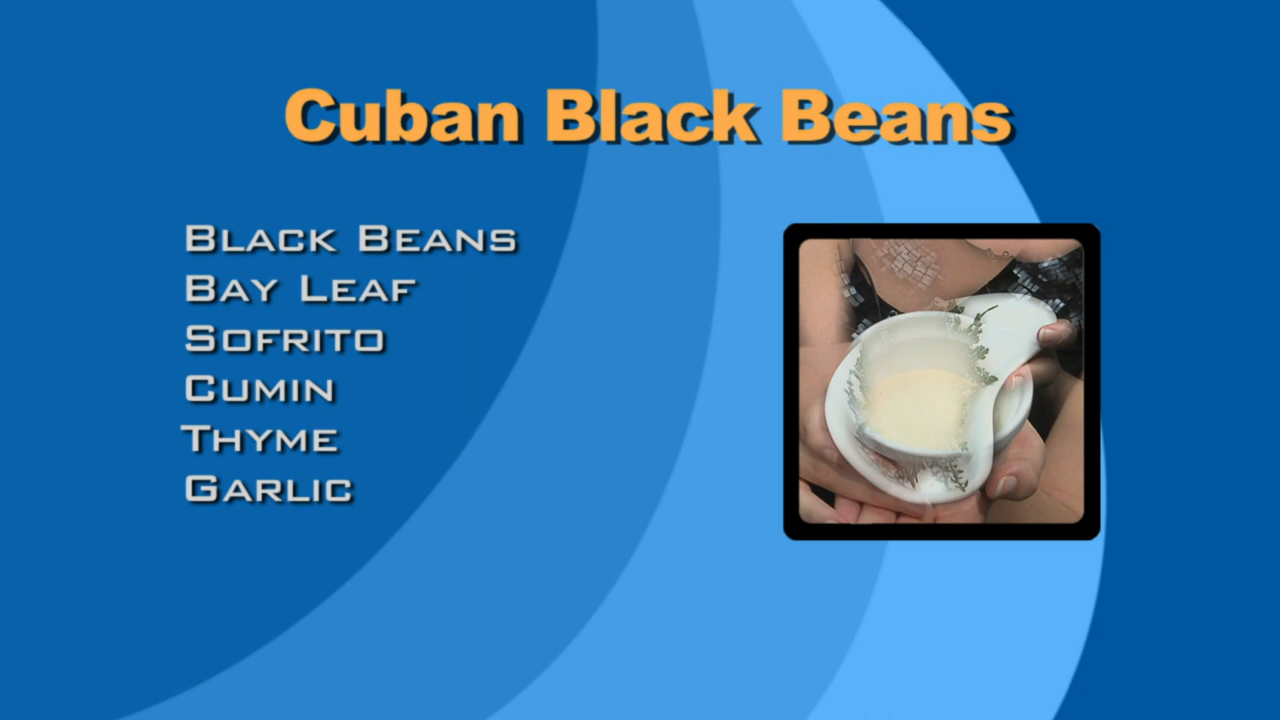 Cuban Black Beans
Black Beans
Bay Leaf
Sofrito
Cumin
Thyme
Garlic